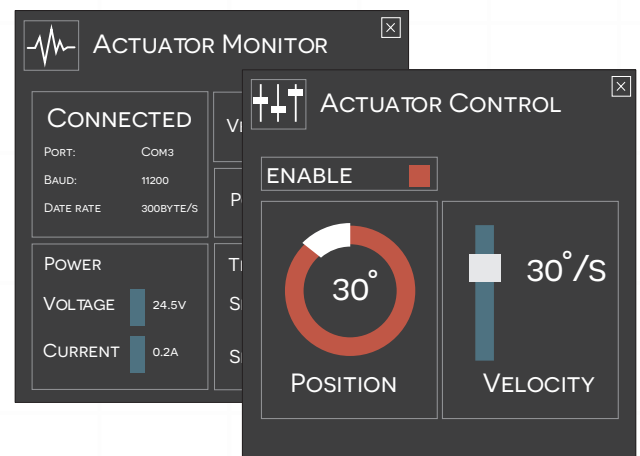 ACTUATOR MONITOR
CONNECTED
PORT: COM3
BAUD: 11200
DATE RATE 300BYTE/S
POWER
VOLTAGE 24.5V
CURRENT 0.2A
ACTUATOR CONTROL
ENABLE
30°
POSITION
30°/S
VELOCITY